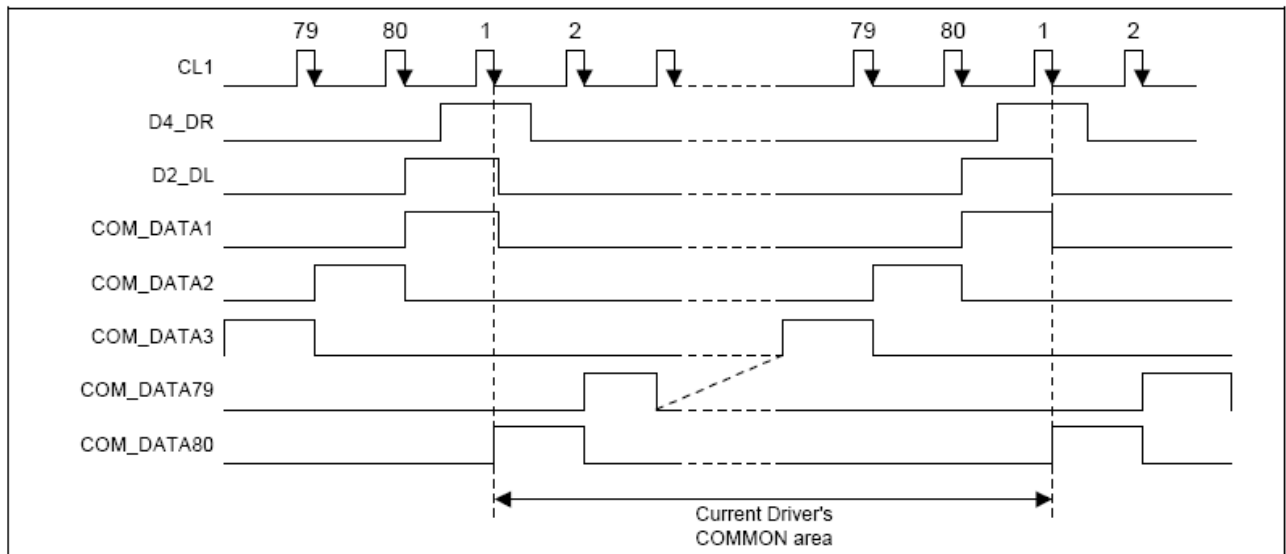 79 80 1 2 79 80 1 2
CL1
D4_DR
D2_DL
COM_DATA1
COM_DATA2
COM_DATA3
COM_DATA79
COM_DATA80
Current Driver's
COMMON area